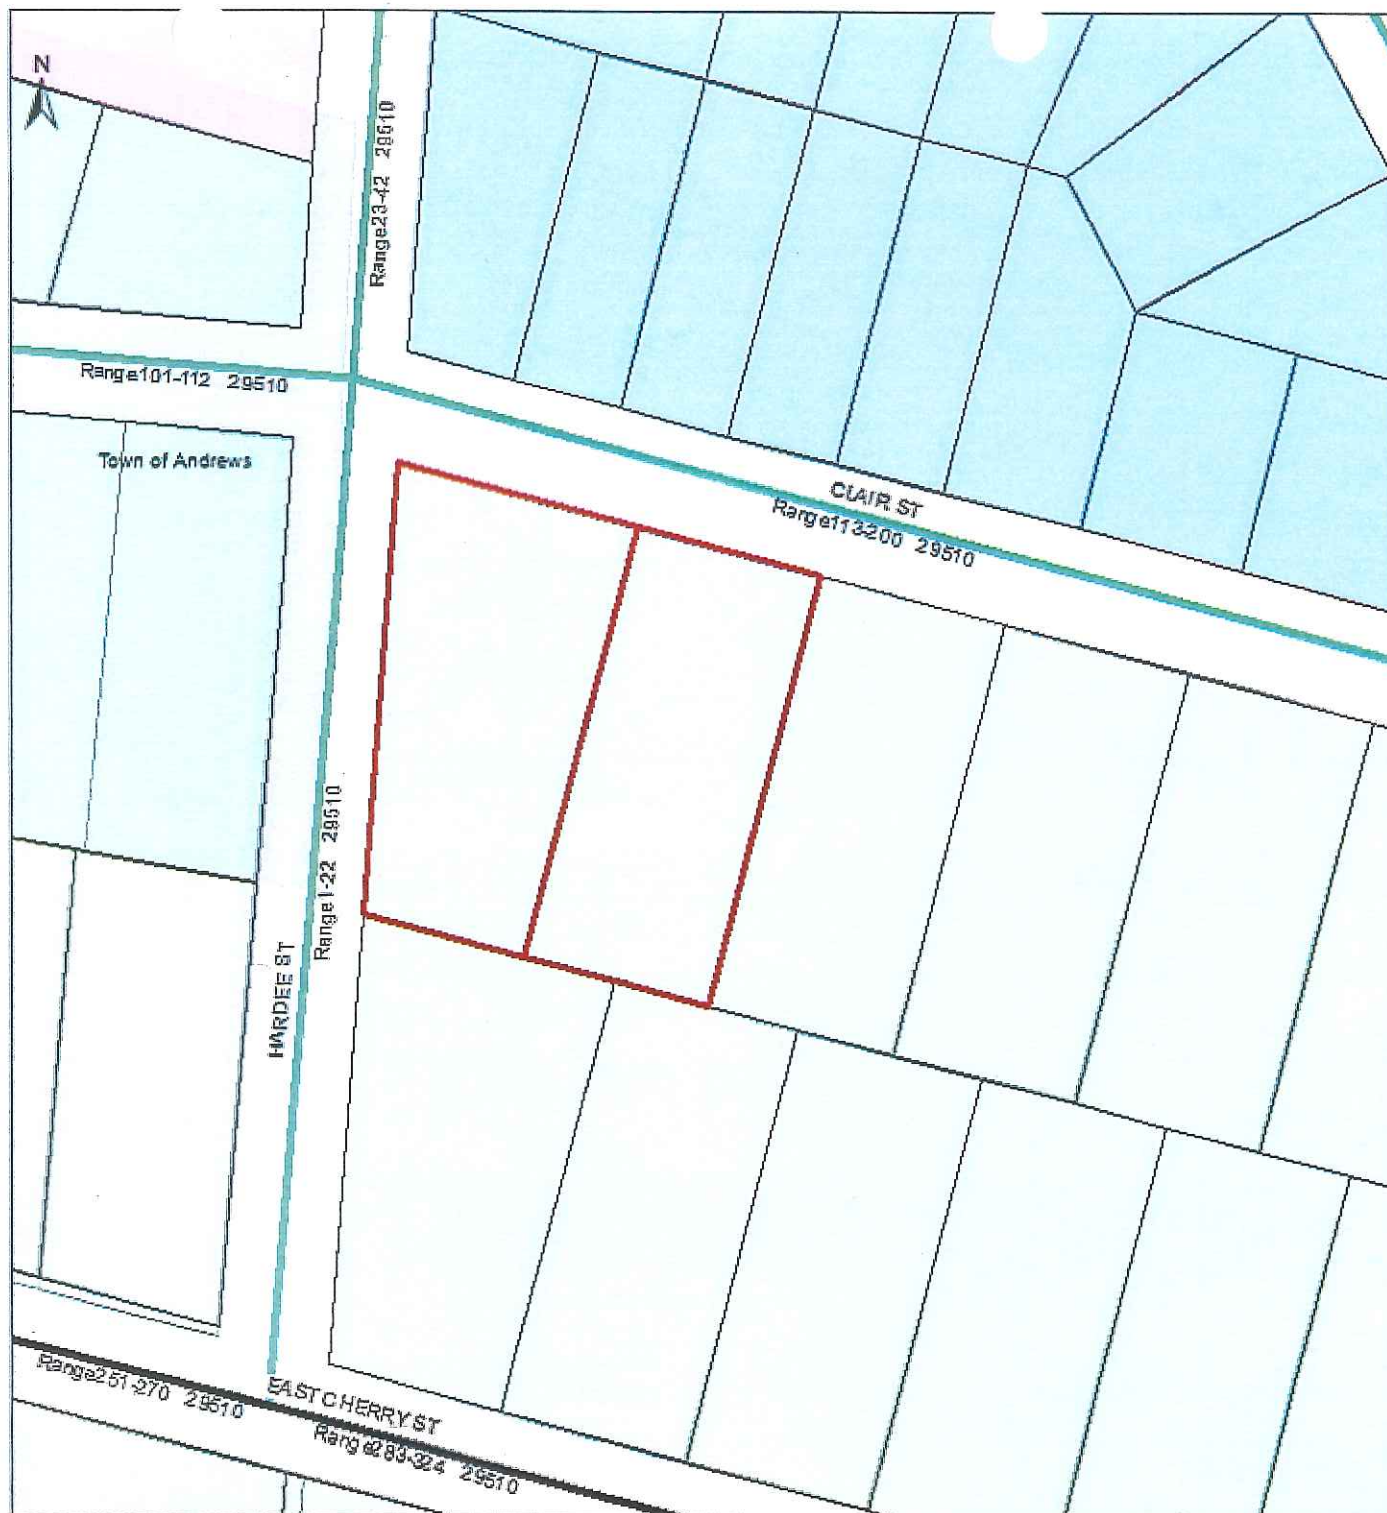 N
Range23-42 29510
Range101-112 29510
Town of Andrews
CLAIR ST
Range113-200 29510
Range1-22 29510
HARDEE ST
Range251-270 29510
EAST CHERRY ST
Range283-324 29510